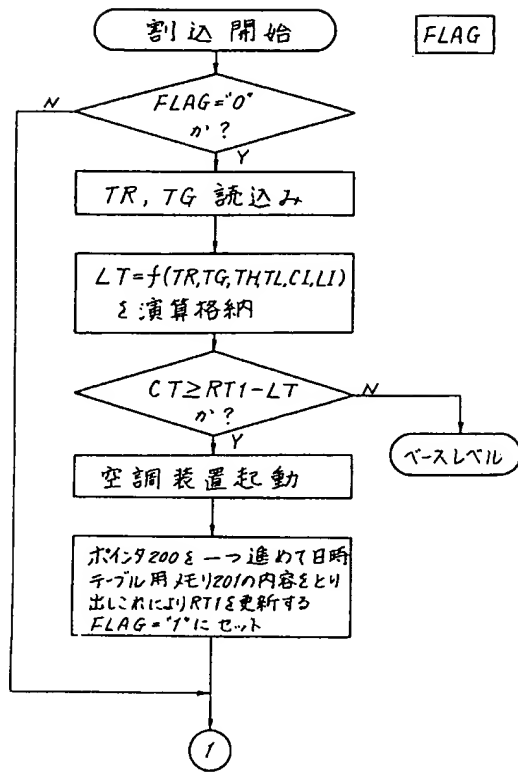 割込開始
FLAG
FLAG="0"
か?
N
Y
TR, TG 読込み
LT=f(TR,TG,TH,TL,CI,LI)
を演算格納
CT≥RT1-LT
か?
N
Y
ベースレベル
空調装置起動
ポインタ200を一つ進めて日時
テーブル用メモリ201の内容をとり
出しこれによりRT1を更新する
FLAG="1"にセット
1